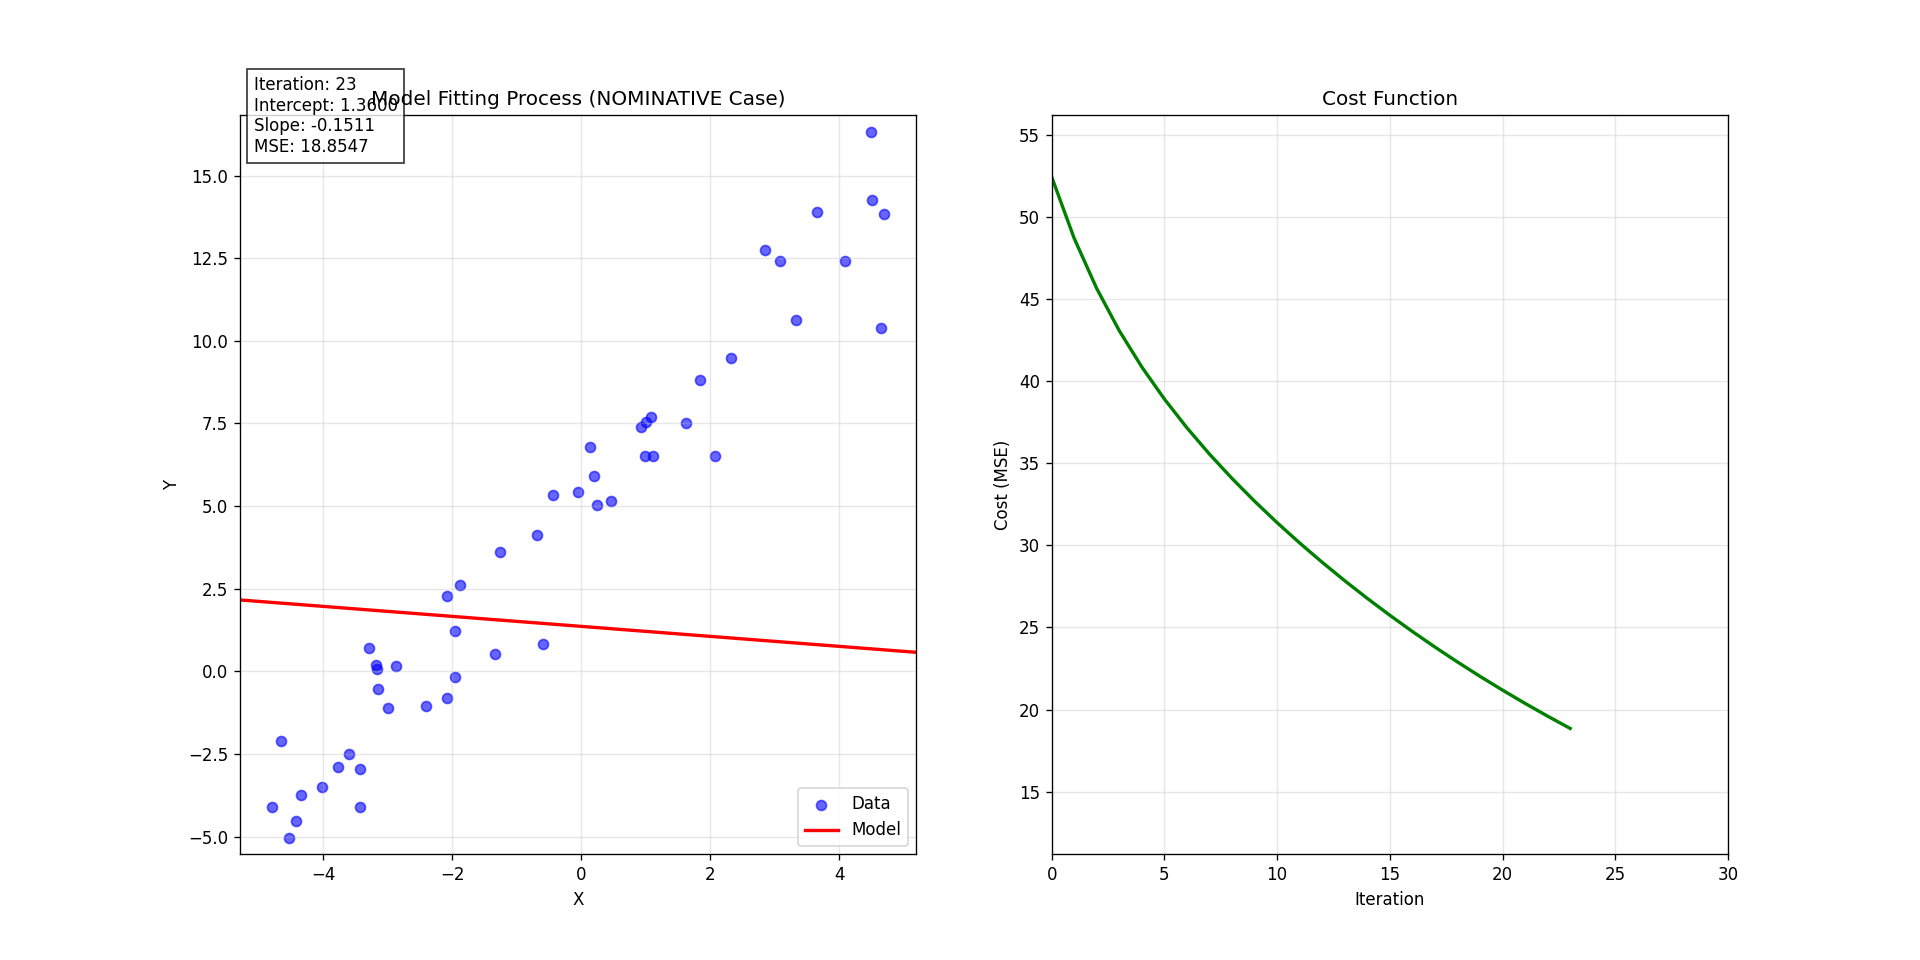 Iteration: 23
Intercept: 1.3600
Slope: -0.1511
MSE: 18.8547
Model Fitting Process (NOMINATIVE Case)
15.0
12.5
10.0
7.5
5.0
2.5
0.0
−2.5
−5.0
Y
−4
−2
0
2
4
X
Data
Model
Cost Function
55
50
45
40
35
30
25
20
15
Cost (MSE)
0
5
10
15
20
25
30
Iteration